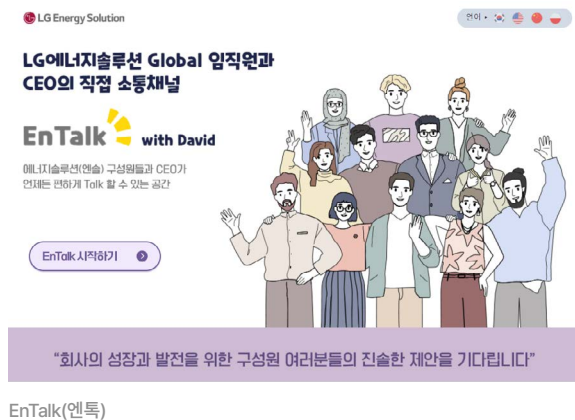 LG Energy Solution
언어 ▸
LG에너지솔루션 Global 임직원과
CEO의 직접 소통채널
EnTalk with David
에너지솔루션(엔솔) 구성원들과 CEO가
언제든 편하게 Talk 할 수 있는 공간
EnTalk 시작하기
“회사의 성장과 발전을 위한 구성원 여러분들의 진솔한 제안을 기다립니다”
EnTalk(엔톡)